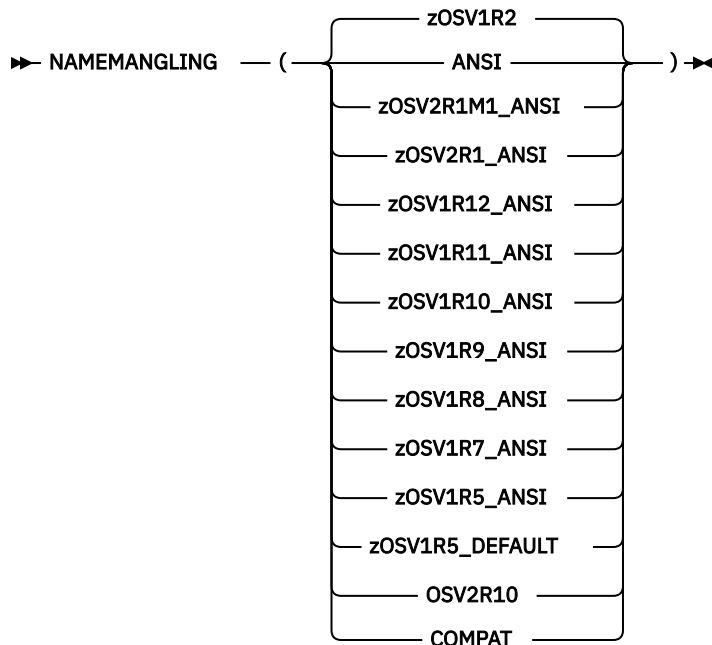 zOSV1R2
NAMEMANGLING ( ANSI )
zOSV2R1M1_ANSI
zOSV2R1_ANSI
zOSV1R12_ANSI
zOSV1R11_ANSI
zOSV1R10_ANSI
zOSV1R9_ANSI
zOSV1R8_ANSI
zOSV1R7_ANSI
zOSV1R5_ANSI
zOSV1R5_DEFAULT
OSV2R10
COMPAT